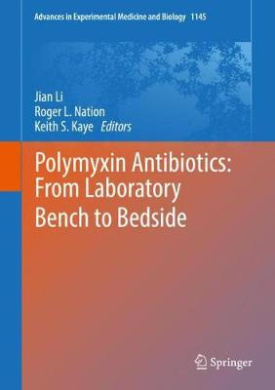 Advances in Experimental Medicine and Biology 1145
Jian Li
Roger L. Nation
Keith S. Kaye Editors
Polymyxin Antibiotics:
From Laboratory
Bench to Bedside
Springer